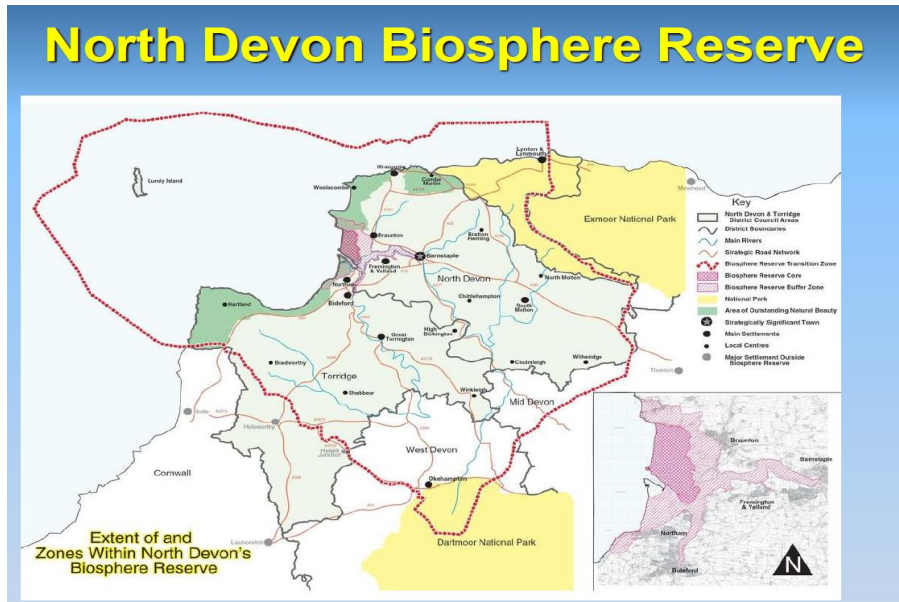 North Devon Biosphere Reserve
Lundy Island
Woolacombe
Ilfracombe
Combe
Martin
Lynton &
Lynmouth
Minehead
Exmoor National Park
Braunton
Bratton
Fleming
Barnstaple
Fremington
& Yelland
North Devon
North Molton
Northam
Bideford
Chittlehampton
South
Molton
Hartland
Great
Torrington
High
Bickington
Bradworthy
Chulmleigh
Witheridge
Tiverton
Torridge
Shebbear
Winkleigh
Mid Devon
Bude
Holsworthy
Halwill
Junction
West Devon
Cornwall
Okehampton
Launceston
Dartmoor National Park
Extent of and
Zones Within North Devon's
Biosphere Reserve
Key
North Devon & Torridge
District Council Areas
District Boundaries
Main Rivers
Strategic Road Network
Biosphere Reserve Transition Zone
Biosphere Reserve Core
Biosphere Reserve Buffer Zone
National Park
Area of Outstanding Natural Beauty
Strategically Significant Town
Main Settlements
Local Centres
Major Settlement Outside
Biosphere Reserve
Braunton
Barnstaple
Fremington
& Yelland
Northam
Bideford
N